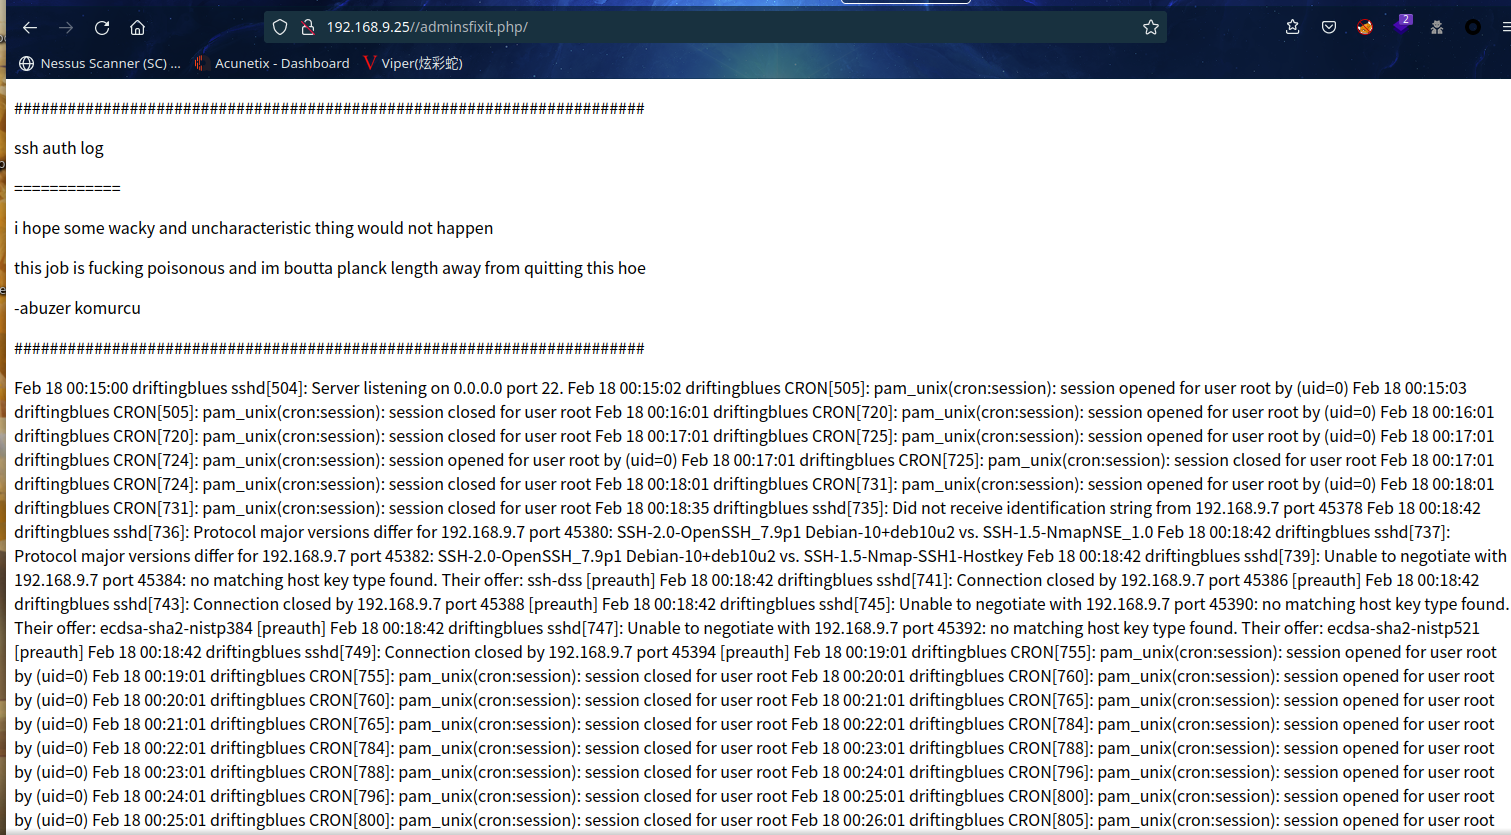 192.168.9.25//adminsfixit.php/
2
Nessus Scanner (SC) ...
Acunetix - Dashboard
Viper(炫彩蛇)
######################################################################
ssh auth log
============
i hope some wacky and uncharacteristic thing would not happen
this job is fucking poisonous and im boutta planck length away from quitting this hoe
-abuzer komurcu
######################################################################
Feb 18 00:15:00 driftingblues sshd[504]: Server listening on 0.0.0.0 port 22. Feb 18 00:15:02 driftingblues CRON[505]: pam_unix(cron:session): session opened for user root by (uid=0) Feb 18 00:15:03
driftingblues CRON[505]: pam_unix(cron:session): session closed for user root Feb 18 00:16:01 driftingblues CRON[720]: pam_unix(cron:session): session opened for user root by (uid=0) Feb 18 00:16:01
driftingblues CRON[720]: pam_unix(cron:session): session closed for user root Feb 18 00:17:01 driftingblues CRON[725]: pam_unix(cron:session): session opened for user root by (uid=0) Feb 18 00:17:01
driftingblues CRON[724]: pam_unix(cron:session): session opened for user root by (uid=0) Feb 18 00:17:01 driftingblues CRON[725]: pam_unix(cron:session): session closed for user root Feb 18 00:17:01
driftingblues CRON[724]: pam_unix(cron:session): session closed for user root Feb 18 00:18:01 driftingblues CRON[731]: pam_unix(cron:session): session opened for user root by (uid=0) Feb 18 00:18:01
driftingblues CRON[731]: pam_unix(cron:session): session closed for user root Feb 18 00:18:35 driftingblues sshd[735]: Did not receive identification string from 192.168.9.7 port 45378 Feb 18 00:18:42
driftingblues sshd[736]: Protocol major versions differ for 192.168.9.7 port 45380: SSH-2.0-OpenSSH_7.9p1 Debian-10+deb10u2 vs. SSH-1.5-NmapNSE_1.0 Feb 18 00:18:42 driftingblues sshd[737]:
Protocol major versions differ for 192.168.9.7 port 45382: SSH-2.0-OpenSSH_7.9p1 Debian-10+deb10u2 vs. SSH-1.5-Nmap-SSH1-Hostkey Feb 18 00:18:42 driftingblues sshd[739]: Unable to negotiate with
192.168.9.7 port 45384: no matching host key type found. Their offer: ssh-dss [preauth] Feb 18 00:18:42 driftingblues sshd[741]: Connection closed by 192.168.9.7 port 45386 [preauth] Feb 18 00:18:42
driftingblues sshd[743]: Connection closed by 192.168.9.7 port 45388 [preauth] Feb 18 00:18:42 driftingblues sshd[745]: Unable to negotiate with 192.168.9.7 port 45390: no matching host key type found.
Their offer: ecdsa-sha2-nistp384 [preauth] Feb 18 00:18:42 driftingblues sshd[747]: Unable to negotiate with 192.168.9.7 port 45392: no matching host key type found. Their offer: ecdsa-sha2-nistp521
[preauth] Feb 18 00:18:42 driftingblues sshd[749]: Connection closed by 192.168.9.7 port 45394 [preauth] Feb 18 00:19:01 driftingblues CRON[755]: pam_unix(cron:session): session opened for user root
by (uid=0) Feb 18 00:19:01 driftingblues CRON[755]: pam_unix(cron:session): session closed for user root Feb 18 00:20:01 driftingblues CRON[760]: pam_unix(cron:session): session opened for user root
by (uid=0) Feb 18 00:20:01 driftingblues CRON[760]: pam_unix(cron:session): session closed for user root Feb 18 00:21:01 driftingblues CRON[765]: pam_unix(cron:session): session opened for user root
by (uid=0) Feb 18 00:21:01 driftingblues CRON[765]: pam_unix(cron:session): session closed for user root Feb 18 00:22:01 driftingblues CRON[784]: pam_unix(cron:session): session opened for user root
by (uid=0) Feb 18 00:22:01 driftingblues CRON[784]: pam_unix(cron:session): session closed for user root Feb 18 00:23:01 driftingblues CRON[788]: pam_unix(cron:session): session opened for user root
by (uid=0) Feb 18 00:23:01 driftingblues CRON[788]: pam_unix(cron:session): session closed for user root Feb 18 00:24:01 driftingblues CRON[796]: pam_unix(cron:session): session opened for user root
by (uid=0) Feb 18 00:24:01 driftingblues CRON[796]: pam_unix(cron:session): session closed for user root Feb 18 00:25:01 driftingblues CRON[800]: pam_unix(cron:session): session opened for user root
by (uid=0) Feb 18 00:25:01 driftingblues CRON[800]: pam_unix(cron:session): session closed for user root Feb 18 00:26:01 driftingblues CRON[805]: pam_unix(cron:session): session opened for user root